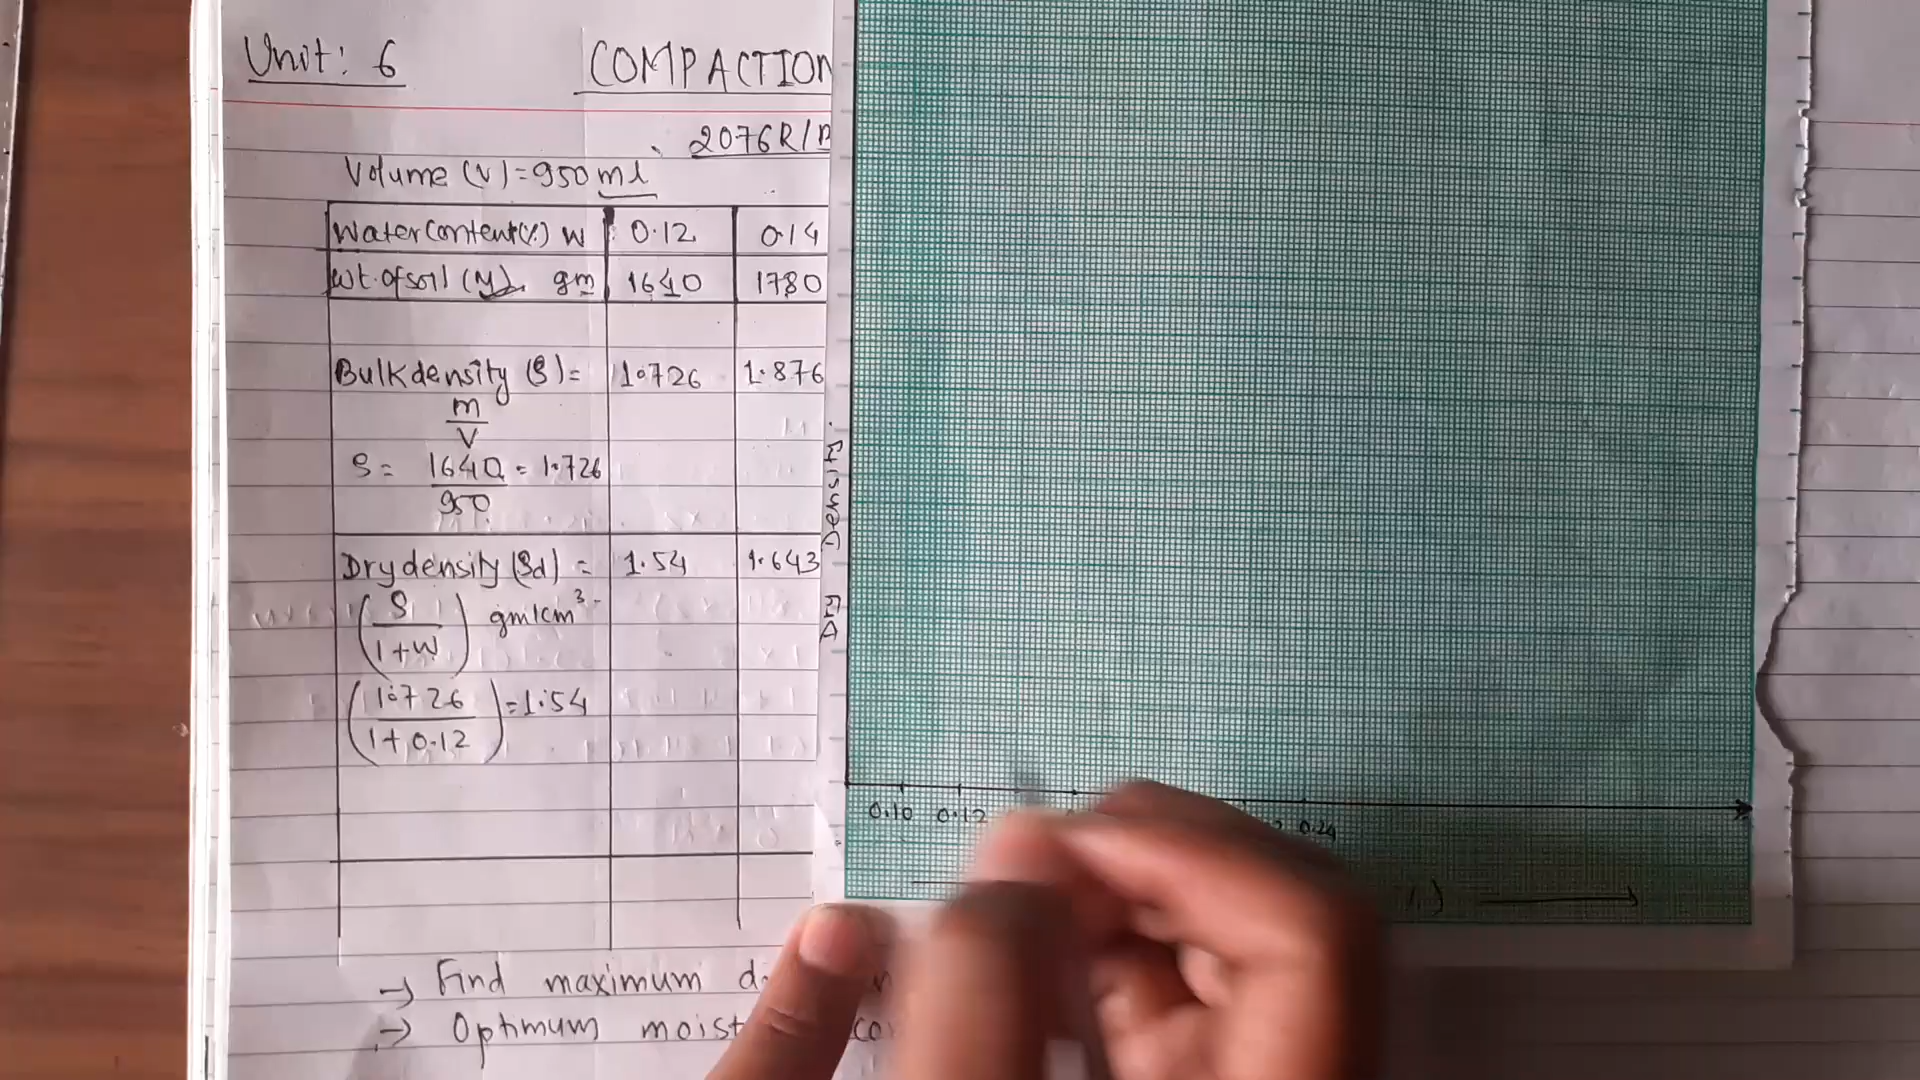 Unit: 6
COMPACTION
2076R/B
Volume (V) = 950 ml
Water Content(%) W 0.12 0.14
Wt. of soil (M) gm 1640 1780
Bulk density (ρ) = 1.726 1.876
m
V
ρ = 1640 = 1.726
950
Dry density (ρd) = 1.54 1.643
(ρ / 1+W) gm/cm³
(1.726 / 1+0.12) = 1.54
Dry Density
0.10 0.12 0.24
→ Find maximum
→ Optimum